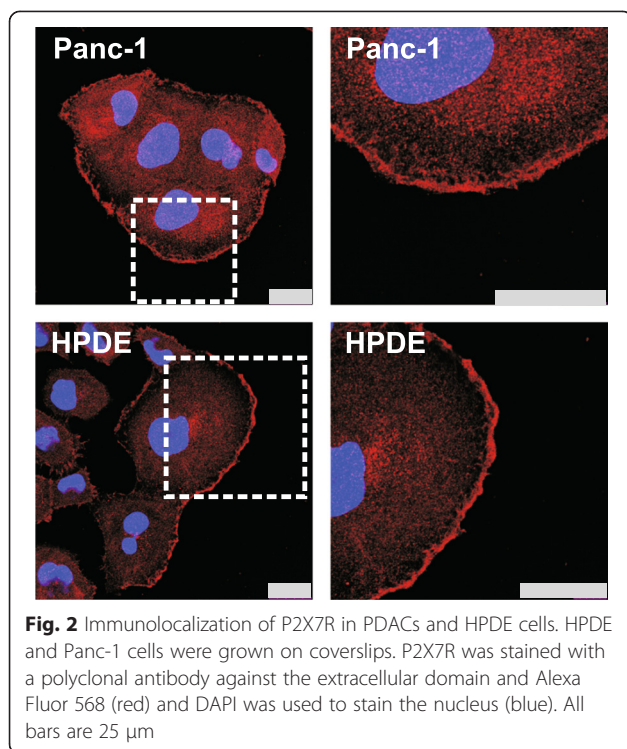 Panc-1
Panc-1
HPDE
HPDE
Fig. 2 Immunolocalization of P2X7R in PDACs and HPDE cells. HPDE
and Panc-1 cells were grown on coverslips. P2X7R was stained with
a polyclonal antibody against the extracellular domain and Alexa
Fluor 568 (red) and DAPI was used to stain the nucleus (blue). All
bars are 25 μm